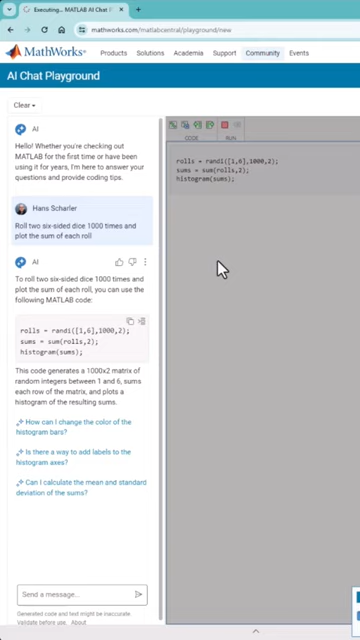 Executing... MATLAB Chat P
mathworks.com/matlabcentral/playground/new
MathWorks®
Products Solutions Academia Support Community Events
AI Chat Playground
Clear
AI
Hello! Whether you're checking out
MATLAB for the first time or have been
using it for years, I'm here to answer your
questions and provide coding tips.
Hans Scharler
Roll two six-sided dice 1000 times and
plot the sum of each roll
AI
To roll two six-sided dice 1000 times and
plot the sum of each roll, you can use the
following MATLAB code:
rolls = randi([1,6],1000,2);
sums = sum(rolls,2);
histogram(sums);
This code generates a 1000x2 matrix of
random integers between 1 and 6, sums
each row of the matrix, and plots a
histogram of the resulting sums.
How can I change the color of the
histogram bars?
Is there a way to add labels to the
histogram axes?
Can I calculate the mean and standard
deviation of the sums?
Send a message...
Generated code and text might be inaccurate.
Validate before use. About
CODE RUN
rolls = randi([1,6],1000,2);
sums = sum(rolls,2);
histogram(sums);